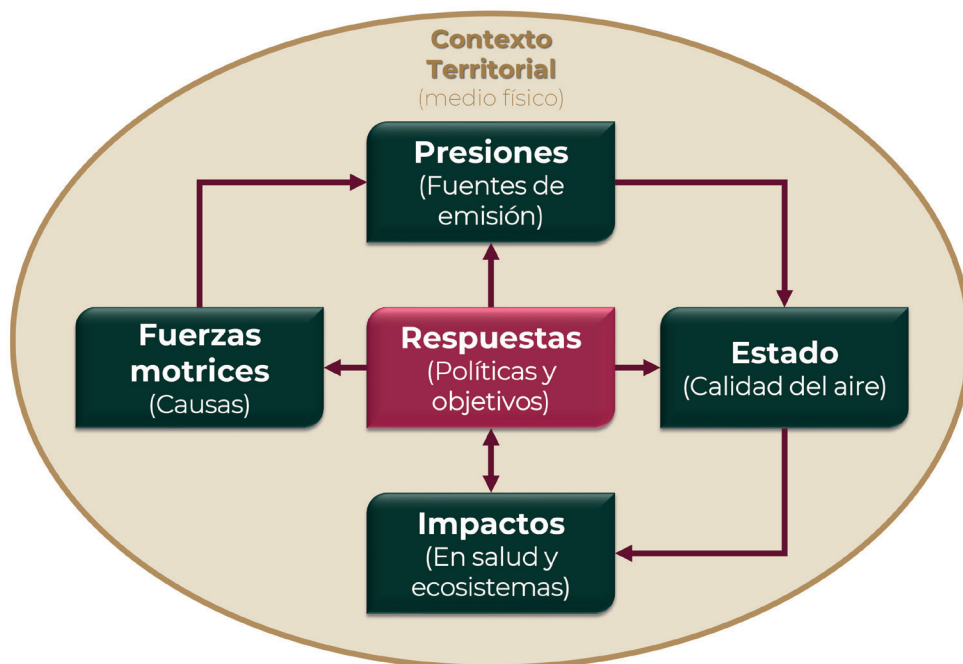 Contexto
Territorial
(medio físico)
Presiones
(Fuentes de
emisión)
Fuerzas
motrices
(Causas)
Respuestas
(Políticas y
objetivos)
Estado
(Calidad del aire)
Impactos
(En salud y
ecosistemas)